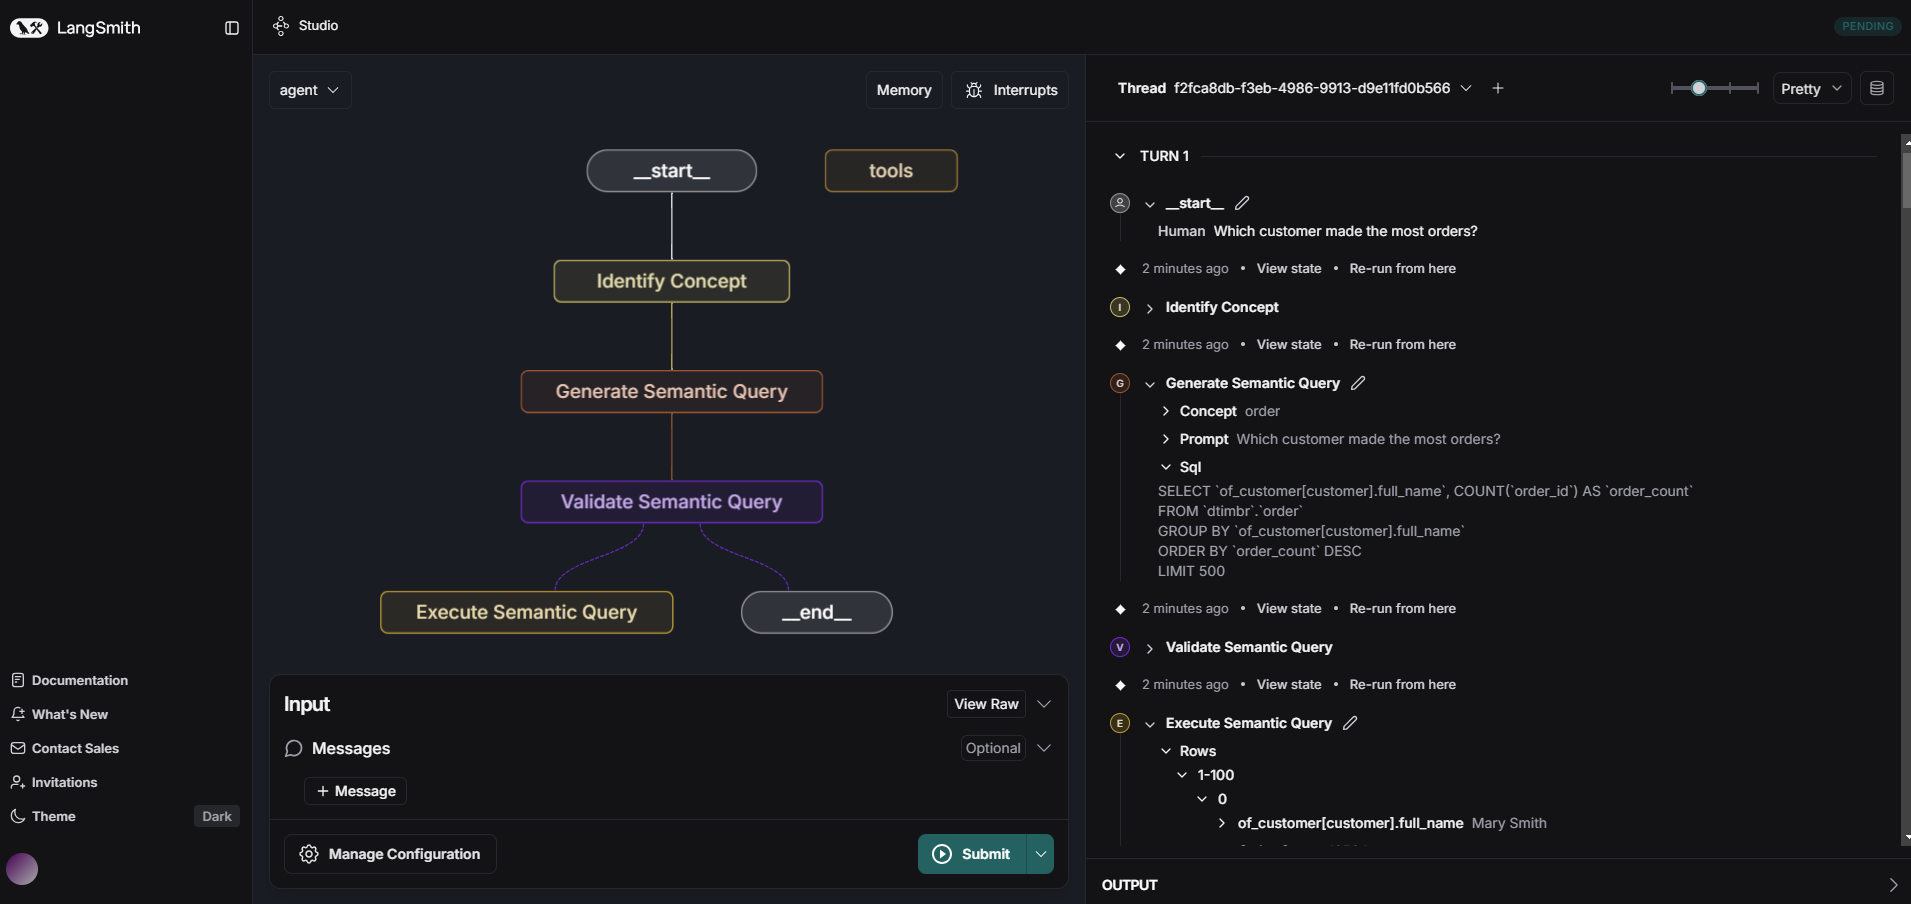 LangSmith
Studio
PENDING
agent
Memory
Interrupts
__start__
tools
Identify Concept
Generate Semantic Query
Validate Semantic Query
Execute Semantic Query
__end__
Input
View Raw
Messages
Optional
+ Message
Manage Configuration
Submit
Documentation
What's New
Contact Sales
Invitations
Theme
Dark
Thread f2fca8db-f3eb-4986-9913-d9e11fd0b566
Pretty
TURN 1
__start__
Human Which customer made the most orders?
2 minutes ago • View state • Re-run from here
I Identify Concept
2 minutes ago • View state • Re-run from here
G Generate Semantic Query
Concept order
Prompt Which customer made the most orders?
Sql
SELECT `of_customer[customer].full_name`, COUNT(`order_id`) AS `order_count`
FROM `dtimbr`.`order`
GROUP BY `of_customer[customer].full_name`
ORDER BY `order_count` DESC
LIMIT 500
2 minutes ago • View state • Re-run from here
V Validate Semantic Query
2 minutes ago • View state • Re-run from here
E Execute Semantic Query
Rows
1-100
0
of_customer[customer].full_name Mary Smith
OUTPUT